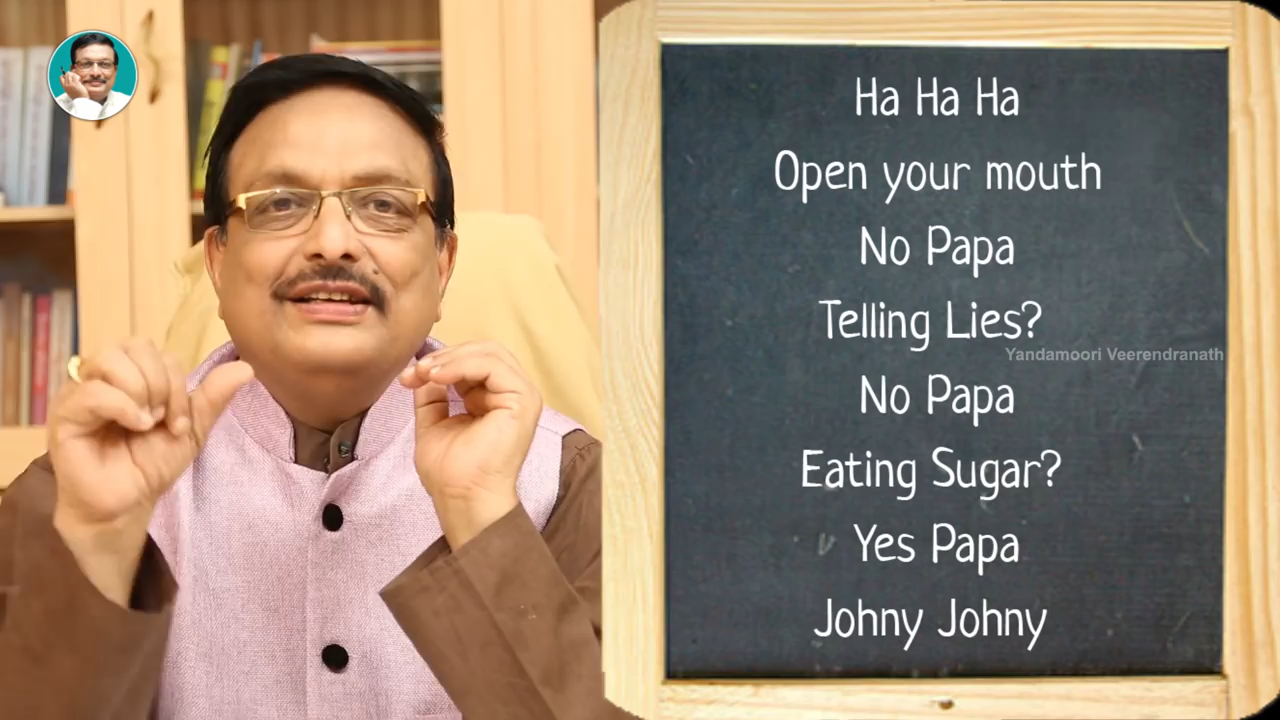 Ha Ha Ha
Open your mouth
No Papa
Telling Lies?
Yandamoori Veerendranath
No Papa
Eating Sugar?
Yes Papa
Johny Johny